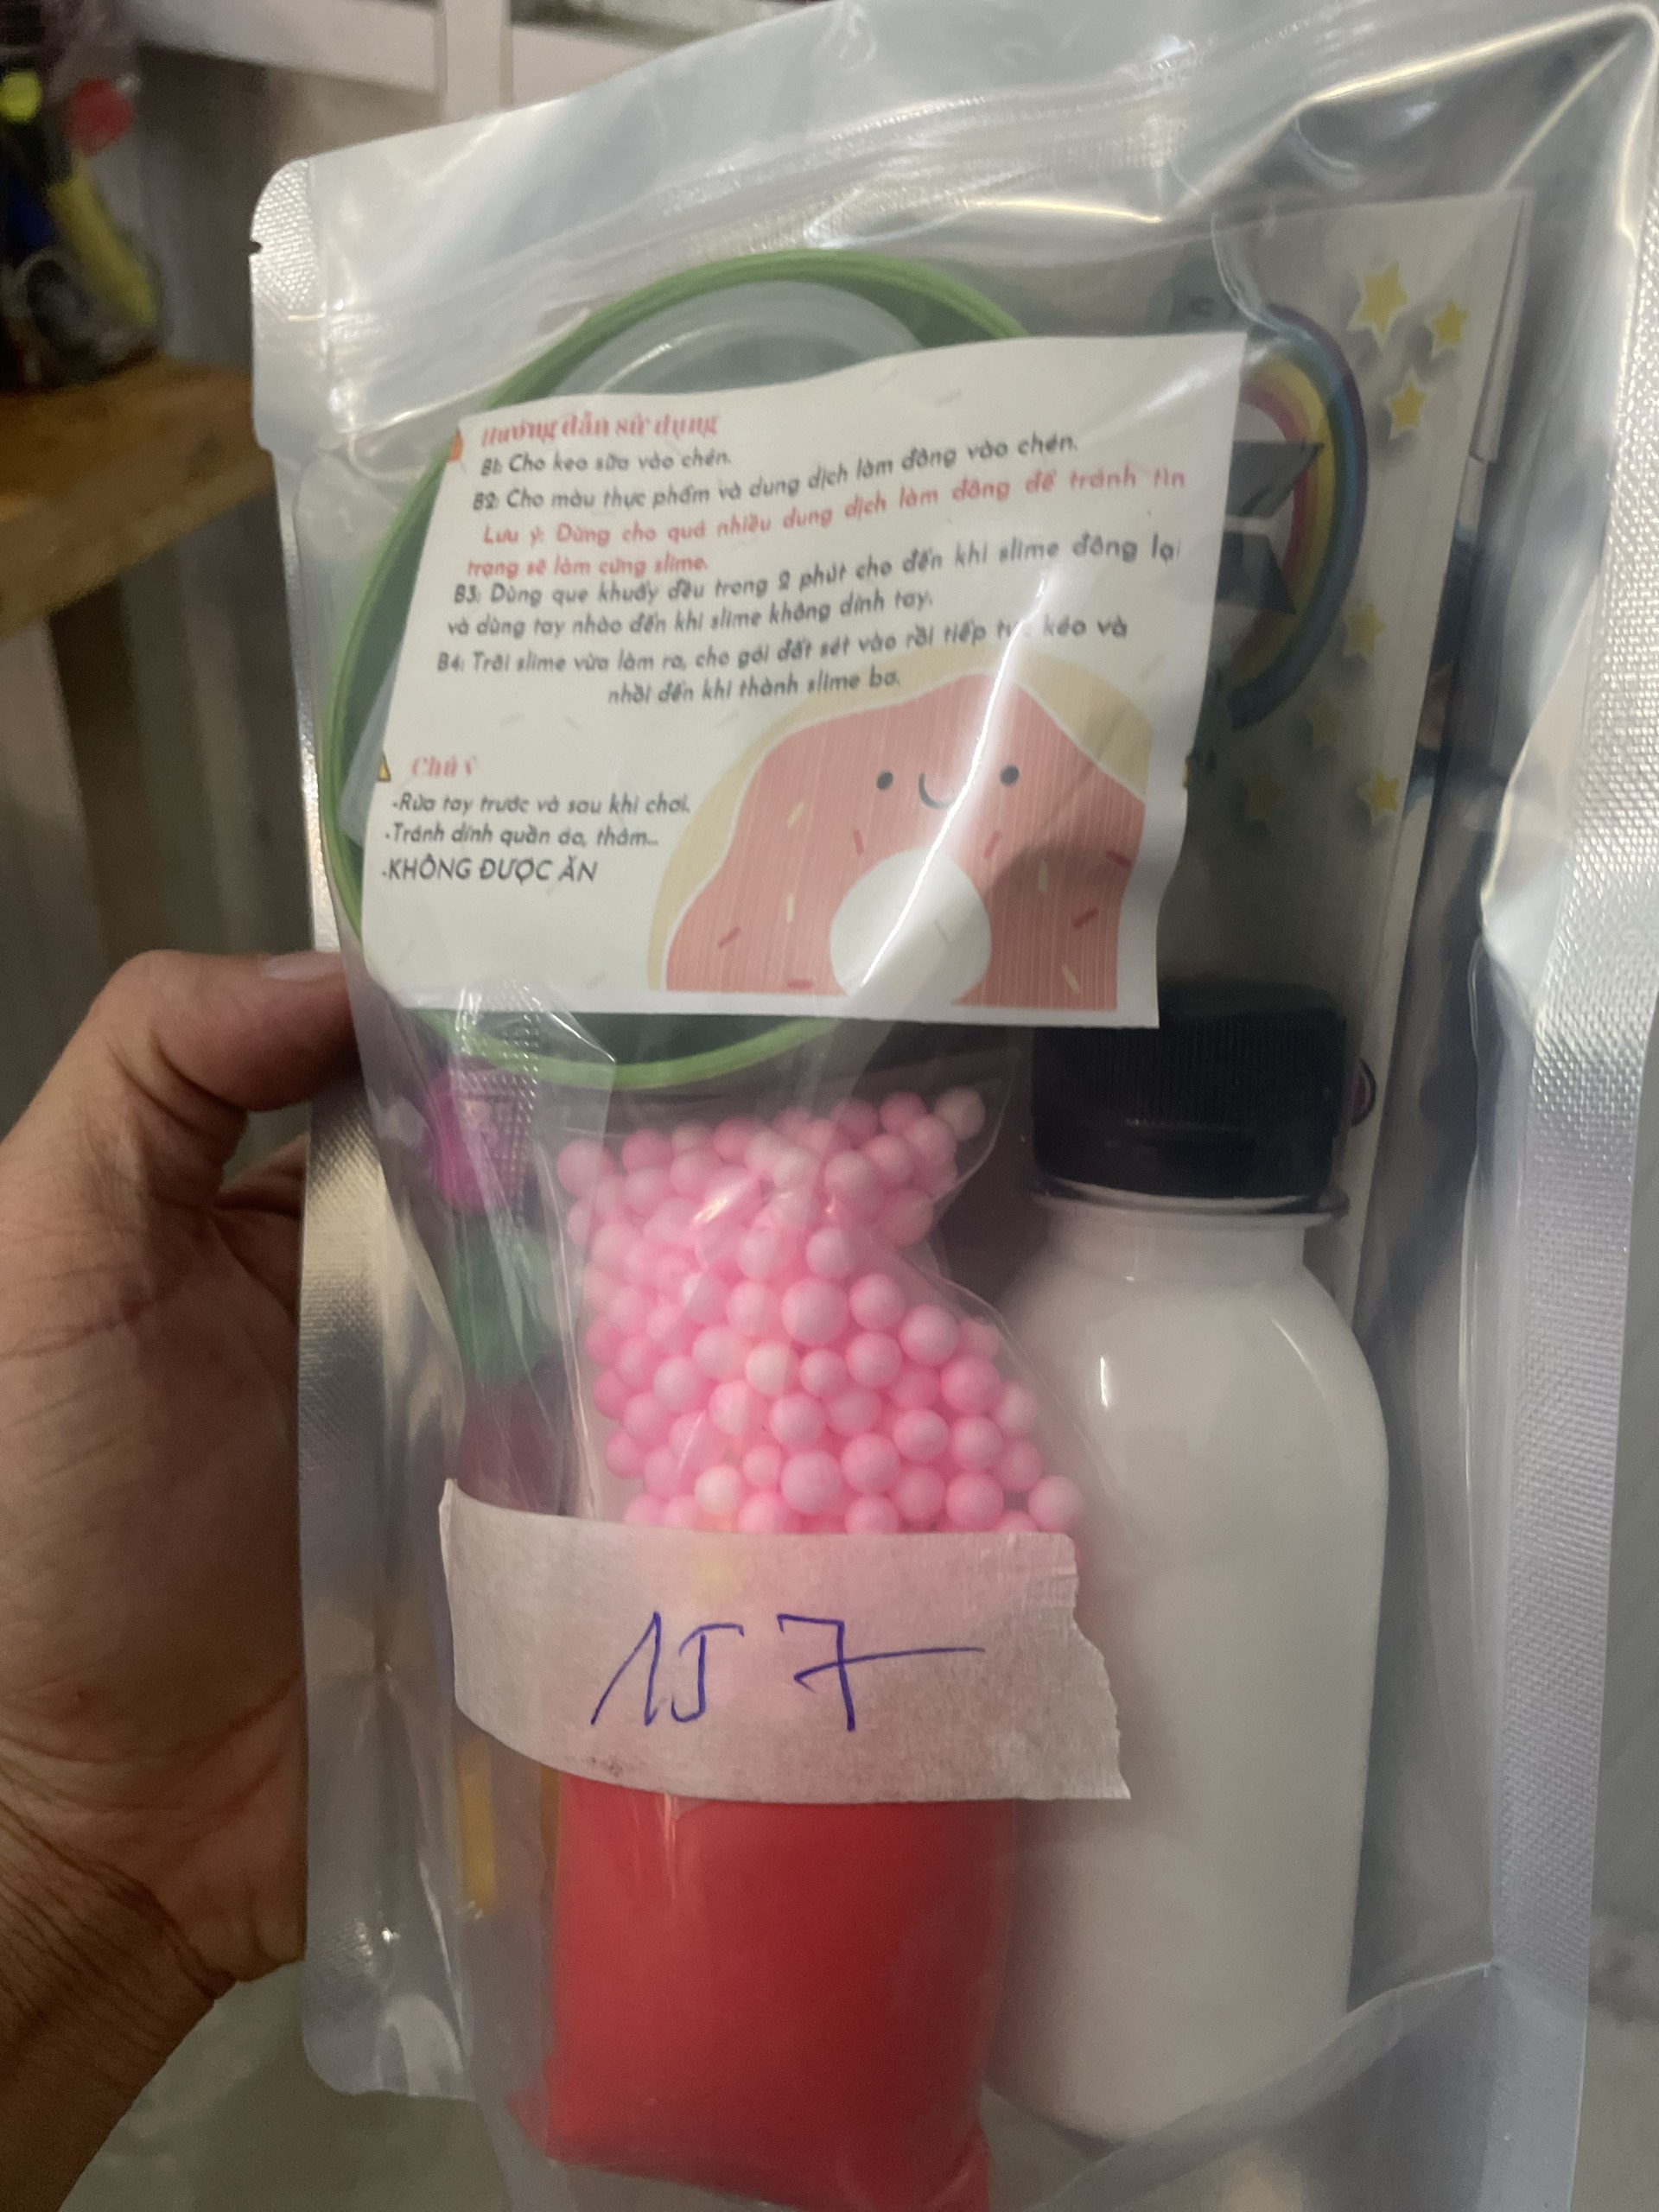 Hướng dẫn sử dụng
B1: Cho keo sữa vào chén.
B2: Cho màu thực phẩm và dung dịch làm đông vào chén.
Lưu ý: Đừng cho quá nhiều dung dịch làm đông để tránh tìn
trạng sẽ làm cứng slime.
B3: Dùng que khuấy đều trong 2 phút cho đến khi slime đông lại
và dùng tay nhào đến khi slime không dính tay.
B4: Trải slime vừa làm ra, cho gói đất sét vào rồi tiếp kéo và
nhồi đến khi thành slime bơ.
Chú ý
-Rửa tay trước và sau khi chơi.
-Tránh dính quần áo, thảm...
-KHÔNG ĐƯỢC ĂN
157